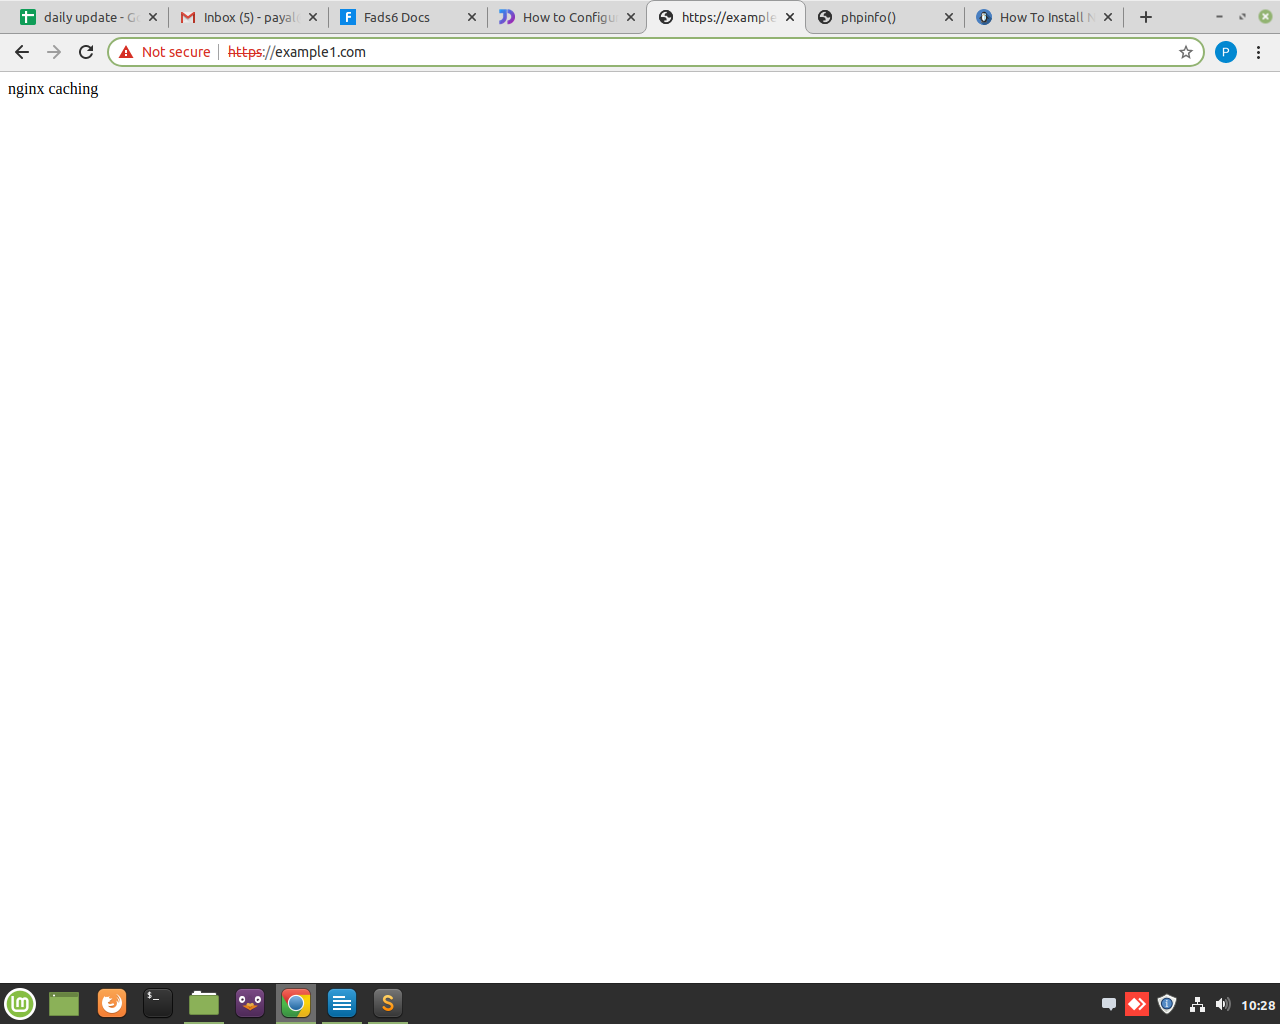 daily update - Go
Inbox (5) - payal
Fads6 Docs
How to Configu
https://example
phpinfo()
How To Install N
Not secure
https://example1.com
P
nginx caching
$_
S
10:28